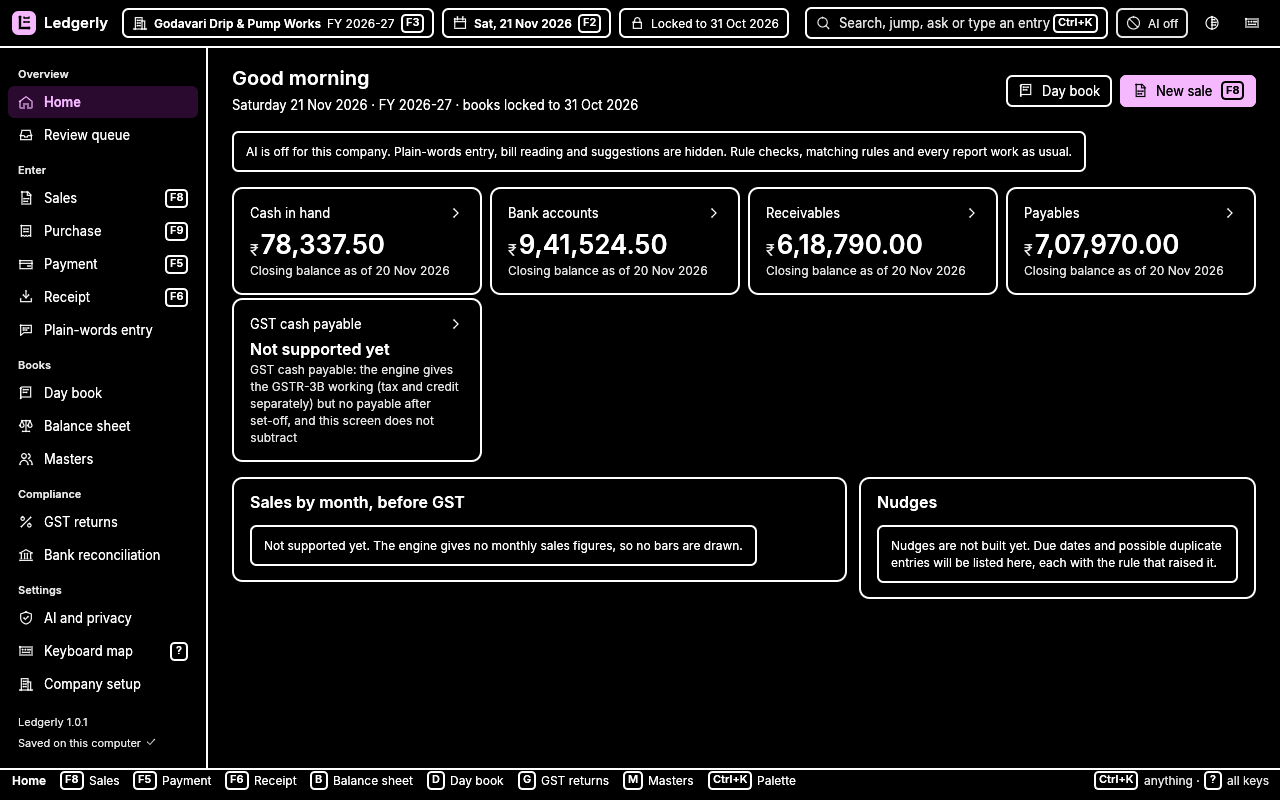 Ledgerly
Godavari Drip & Pump Works FY 2026-27 F3
Sat, 21 Nov 2026 F2
Locked to 31 Oct 2026
Search, jump, ask or type an entry Ctrl+K
AI off
Overview
Home
Review queue
Enter
Sales F8
Purchase F9
Payment F5
Receipt F6
Plain-words entry
Books
Day book
Balance sheet
Masters
Compliance
GST returns
Bank reconciliation
Settings
AI and privacy
Keyboard map ?
Company setup
Ledgerly 1.0.1
Saved on this computer
Good morning
Saturday 21 Nov 2026 · FY 2026-27 · books locked to 31 Oct 2026
Day book
New sale F8
AI is off for this company. Plain-words entry, bill reading and suggestions are hidden. Rule checks, matching rules and every report work as usual.
Cash in hand
₹78,337.50
Closing balance as of 20 Nov 2026
Bank accounts
₹9,41,524.50
Closing balance as of 20 Nov 2026
Receivables
₹6,18,790.00
Closing balance as of 20 Nov 2026
Payables
₹7,07,970.00
Closing balance as of 20 Nov 2026
GST cash payable
Not supported yet
GST cash payable: the engine gives
the GSTR-3B working (tax and credit
separately) but no payable after
set-off, and this screen does not
subtract
Sales by month, before GST
Not supported yet. The engine gives no monthly sales figures, so no bars are drawn.
Nudges
Nudges are not built yet. Due dates and possible duplicate
entries will be listed here, each with the rule that raised it.
Home F8 Sales F5 Payment F6 Receipt B Balance sheet D Day book G GST returns M Masters Ctrl+K Palette
Ctrl+K anything · ? all keys